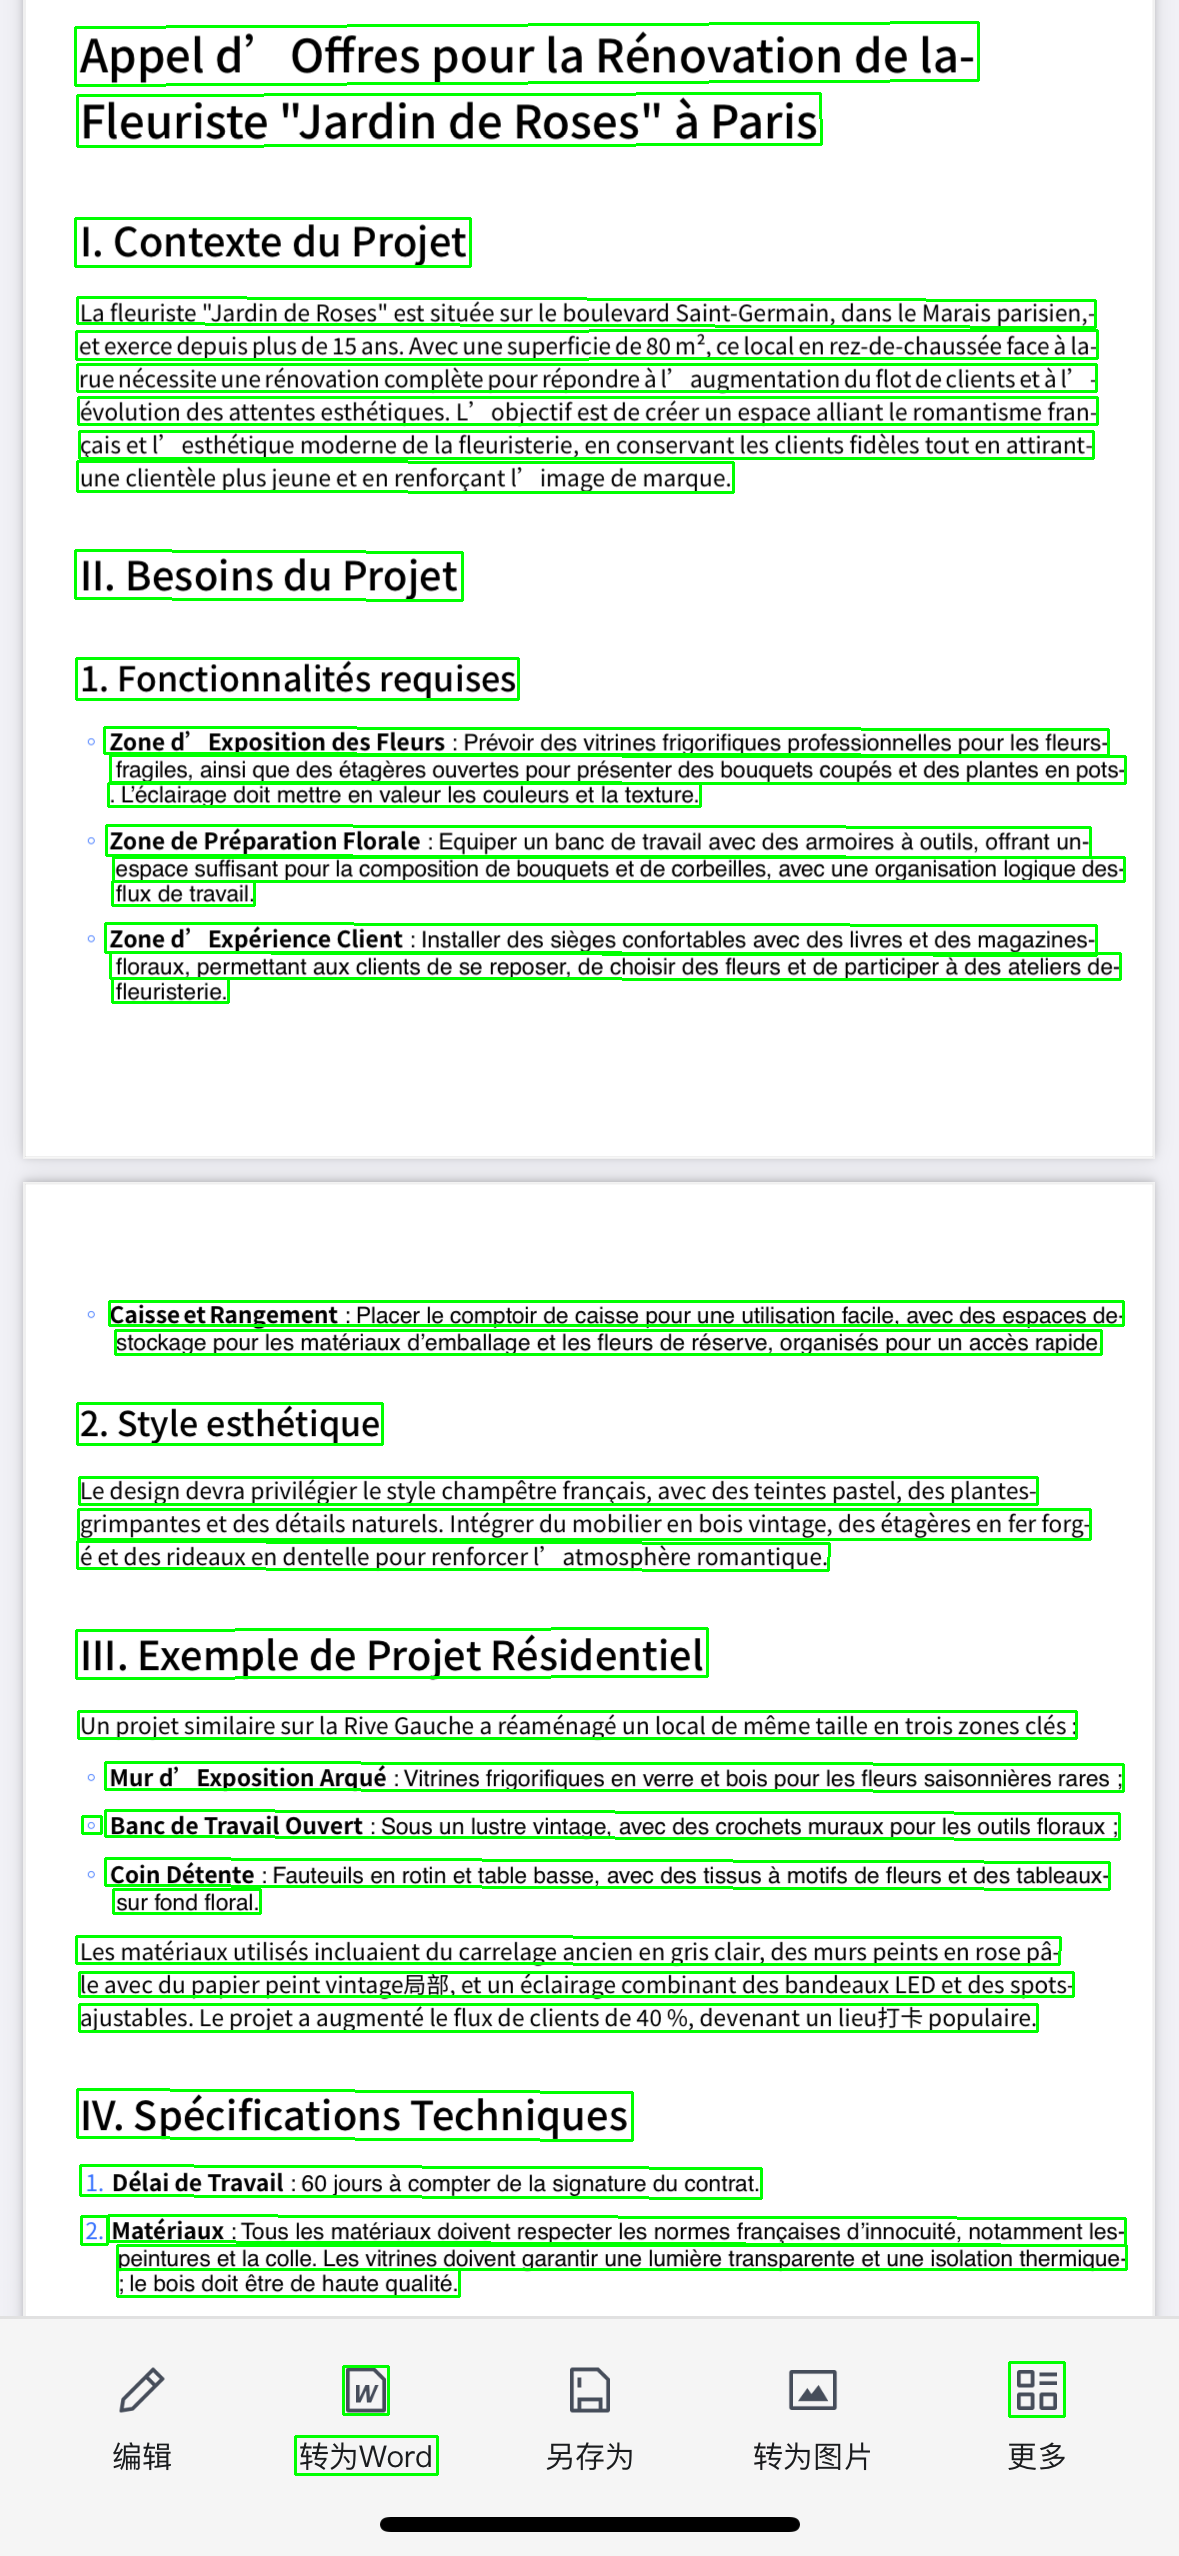 Appel d’ Offres pour la Rénovation de la-
Fleuriste "Jardin de Roses" à Paris
I. Contexte du Projet
La fleuriste "Jardin de Roses" est située sur le boulevard Saint-Germain, dans le Marais parisien,-
et exerce depuis plus de 15 ans. Avec une superficie de 80 m², ce local en rez-de-chaussée face à la-
rue nécessite une rénovation complète pour répondre à l’ augmentation du flot de clients et à l’ -
évolution des attentes esthétiques. L’ objectif est de créer un espace alliant le romantisme fran-
çais et l’ esthétique moderne de la fleuristerie, en conservant les clients fidèles tout en attirant-
une clientèle plus jeune et en renforçant l’ image de marque.
II. Besoins du Projet
1. Fonctionnalités requises
Zone d’ Exposition des Fleurs : Prévoir des vitrines frigorifiques professionnelles pour les fleurs-
fragiles, ainsi que des étagères ouvertes pour présenter des bouquets coupés et des plantes en pots-
. L’éclairage doit mettre en valeur les couleurs et la texture.
Zone de Préparation Florale : Equiper un banc de travail avec des armoires à outils, offrant un-
espace suffisant pour la composition de bouquets et de corbeilles, avec une organisation logique des-
flux de travail.
Zone d’ Expérience Client : Installer des sièges confortables avec des livres et des magazines-
floraux, permettant aux clients de se reposer, de choisir des fleurs et de participer à des ateliers de-
fleuristerie.
Caisse et Rangement : Placer le comptoir de caisse pour une utilisation facile, avec des espaces de-
stockage pour les matériaux d’emballage et les fleurs de réserve, organisés pour un accès rapide.
2. Style esthétique
Le design devra privilégier le style champêtre français, avec des teintes pastel, des plantes-
grimpantes et des détails naturels. Intégrer du mobilier en bois vintage, des étagères en fer forg-
é et des rideaux en dentelle pour renforcer l’ atmosphère romantique.
III. Exemple de Projet Résidentiel
Un projet similaire sur la Rive Gauche a réaménagé un local de même taille en trois zones clés :
Mur d’ Exposition Arqué : Vitrines frigorifiques en verre et bois pour les fleurs saisonnières rares ;
Banc de Travail Ouvert : Sous un lustre vintage, avec des crochets muraux pour les outils floraux ;
Coin Détente : Fauteuils en rotin et table basse, avec des tissus à motifs de fleurs et des tableaux-
sur fond floral.
Les matériaux utilisés incluaient du carrelage ancien en gris clair, des murs peints en rose pâ-
le avec du papier peint vintage局部, et un éclairage combinant des bandeaux LED et des spots-
ajustables. Le projet a augmenté le flux de clients de 40 %, devenant un lieu打卡 populaire.
IV. Spécifications Techniques
1. Délai de Travail : 60 jours à compter de la signature du contrat.
2. Matériaux : Tous les matériaux doivent respecter les normes françaises d’innocuité, notamment les-
peintures et la colle. Les vitrines doivent garantir une lumière transparente et une isolation thermique-
; le bois doit être de haute qualité.
编辑 转为Word 另存为 转为图片 更多